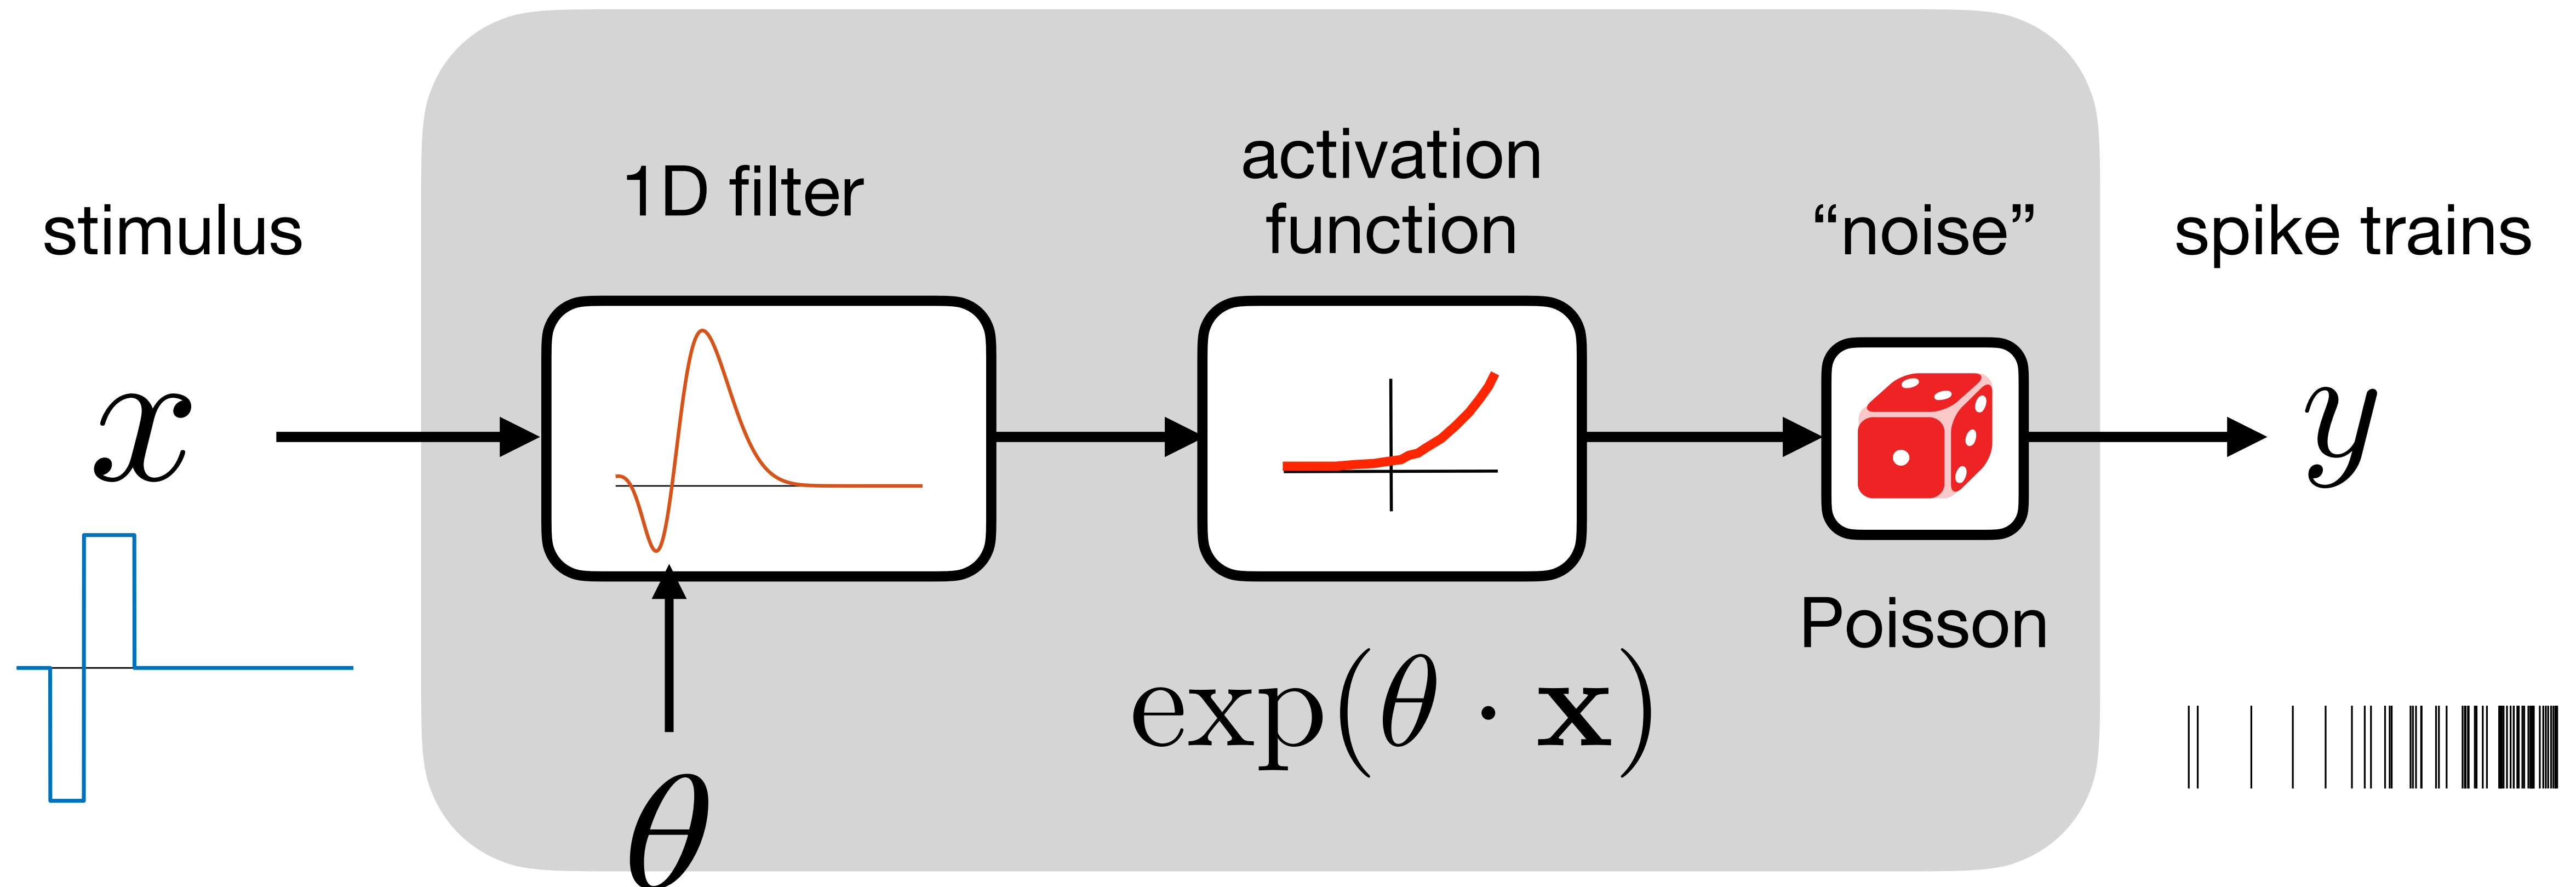 stimulus
x
1D filter
θ
activation
function
exp(θ · x)
“noise”
Poisson
spike trains
y